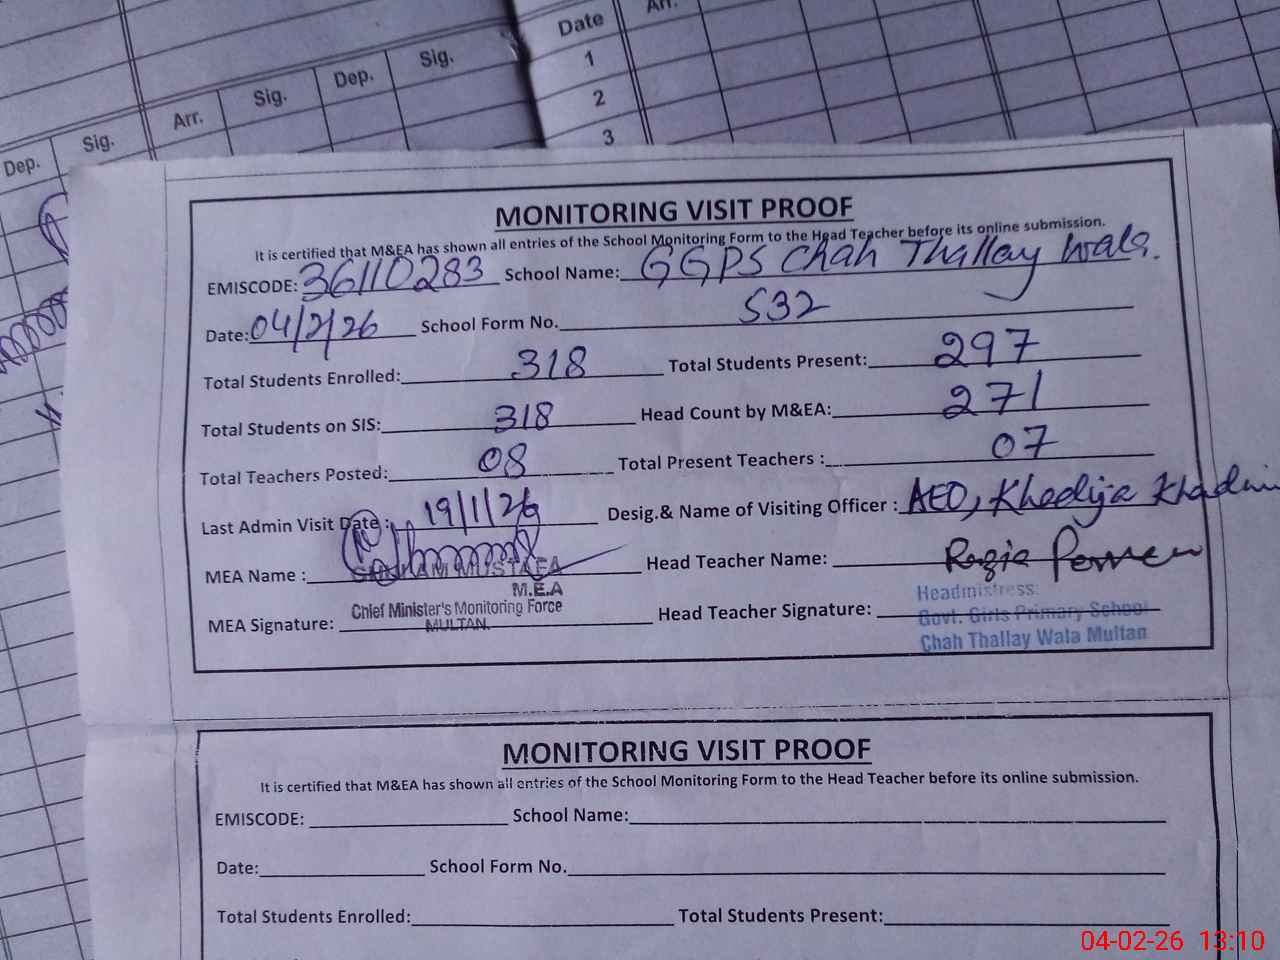 Date Arr.
Dep. Sig. Arr. Sig. Dep. Sig.
1
2
3
MONITORING VISIT PROOF
It is certified that M&EA has shown all entries of the School Monitoring Form to the Head Teacher before its online submission.
EMISCODE: 36110283 School Name: GGPS Chah Thallay Wala.
Date: 04/2/26 School Form No. 532
Total Students Enrolled: 318 Total Students Present: 297
Total Students on SIS: 318 Head Count by M&EA: 271
Total Teachers Posted: 08 Total Present Teachers : 07
Last Admin Visit Date : 19/1/26 Desig.& Name of Visiting Officer : AEO, Khadija
MEA Name : MUSTAFA Head Teacher Name: Razia
M.E.A
Chief Minister's Monitoring Force
MULTAN.
MEA Signature: Head Teacher Signature:
Headmistress:
Govt. Girls Primary School
Chah Thallay Wala Multan
MONITORING VISIT PROOF
It is certified that M&EA has shown all entries of the School Monitoring Form to the Head Teacher before its online submission.
EMISCODE: School Name:
Date: School Form No.
Total Students Enrolled: Total Students Present:
04-02-26 13:10